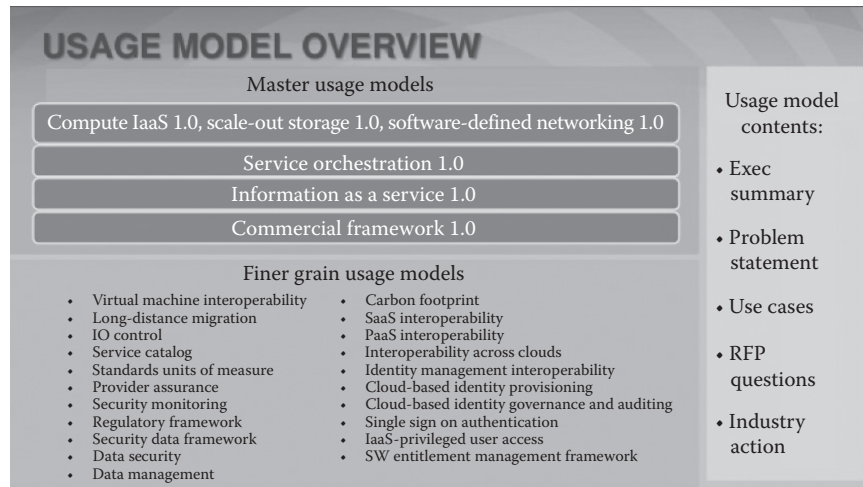 USAGE MODEL OVERVIEW
Master usage models
Compute IaaS 1.0, scale-out storage 1.0, software-defined networking 1.0
Service orchestration 1.0
Information as a service 1.0
Commercial framework 1.0
Finer grain usage models
• Virtual machine interoperability
• Long-distance migration
• IO control
• Service catalog
• Standards units of measure
• Provider assurance
• Security monitoring
• Regulatory framework
• Security data framework
• Data security
• Data management
• Carbon footprint
• SaaS interoperability
• PaaS interoperability
• Interoperability across clouds
• Identity management interoperability
• Cloud-based identity provisioning
• Cloud-based identity governance and auditing
• Single sign on authentication
• IaaS-privileged user access
• SW entitlement management framework
Usage model
contents:
• Exec
summary
• Problem
statement
• Use cases
• RFP
questions
• Industry
action